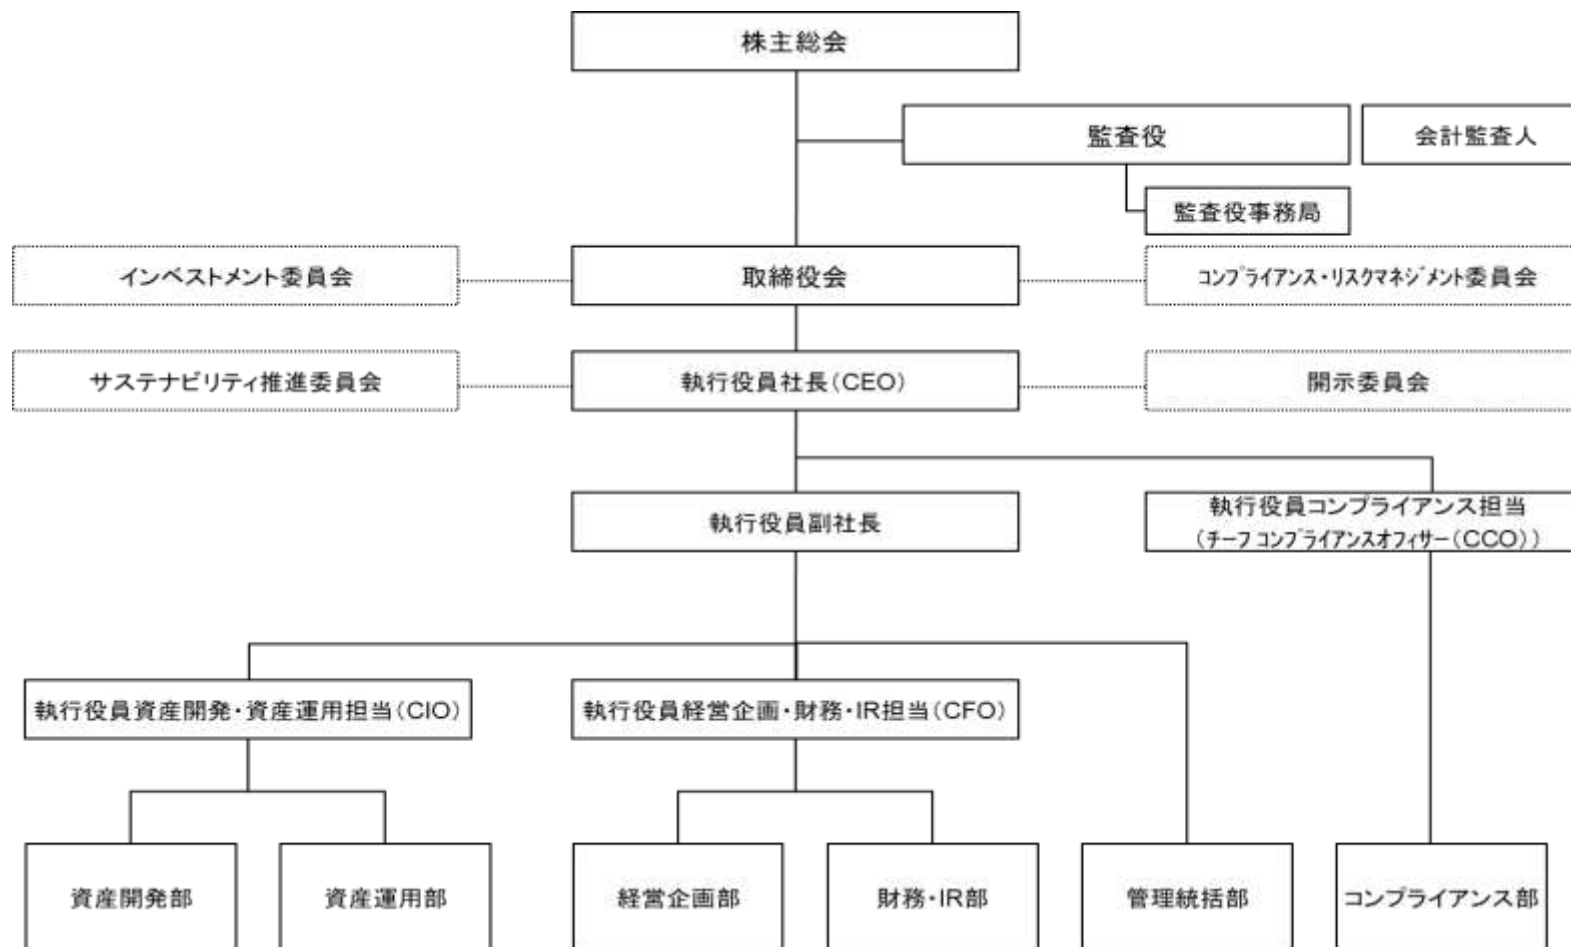 株主総会
監査役
会計監査人
監査役事務局
インベストメント委員会
取締役会
コンプライアンス・リスクマネジメント委員会
サステナビリティ推進委員会
執行役員社長(CEO)
開示委員会
執行役員副社長
執行役員コンプライアンス担当
(チーフコンプライアンスオフィサー(CCO))
執行役員資産開発・資産運用担当(CIO)
執行役員経営企画・財務・IR担当(CFO)
資産開発部
資産運用部
経営企画部
財務・IR部
管理統括部
コンプライアンス部